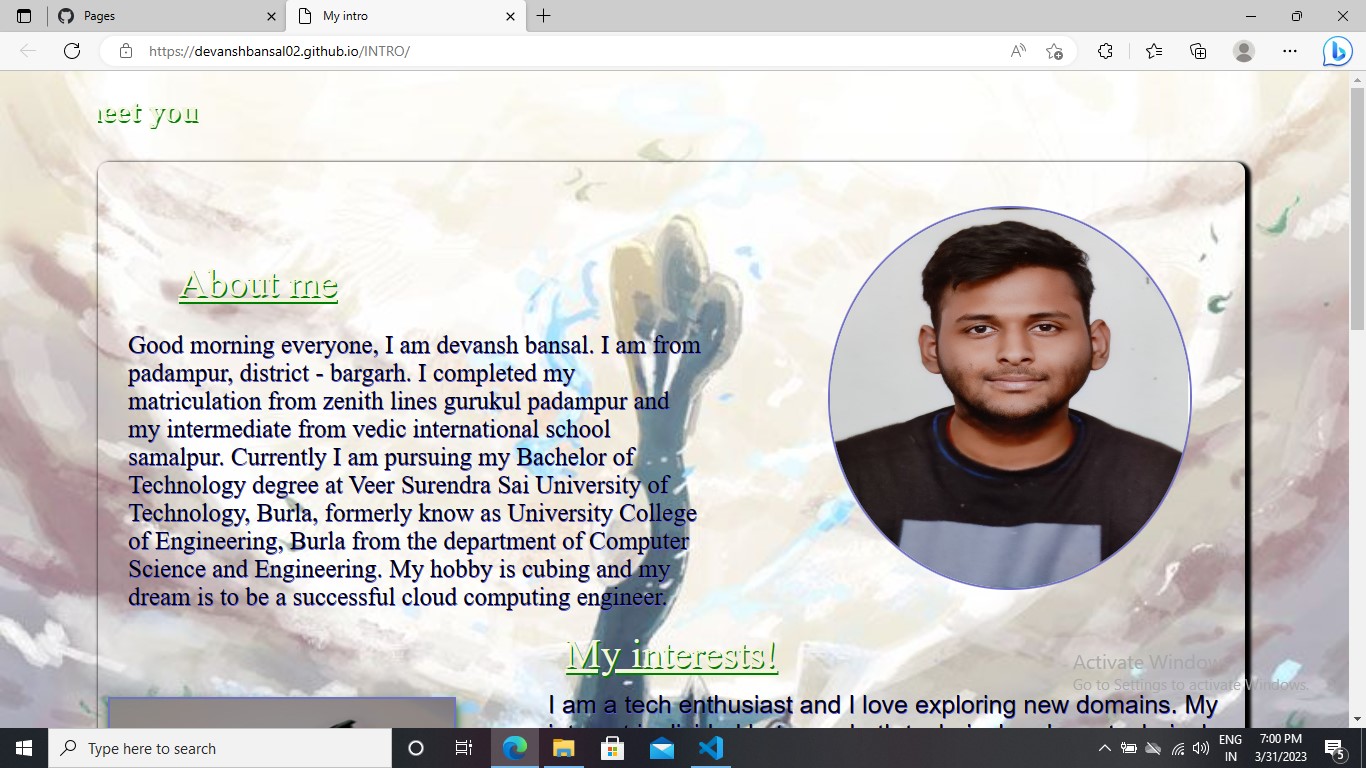 Pages
My intro
https://devanshbansal02.github.io/INTRO/
neet you
About me
Good morning everyone, I am devansh bansal. I am from
padampur, district - bargarh. I completed my
matriculation from zenith lines gurukul padampur and
my intermediate from vedic international school
samalpur. Currently I am pursuing my Bachelor of
Technology degree at Veer Surendra Sai University of
Technology, Burla, formerly know as University College
of Engineering, Burla from the department of Computer
Science and Engineering. My hobby is cubing and my
dream is to be a successful cloud computing engineer.
My interests!
I am a tech enthusiast and I love exploring new domains. My
Activate Windows
Go to Settings to activate Windows.
Type here to search
ENG
IN
7:00 PM
3/31/2023
5